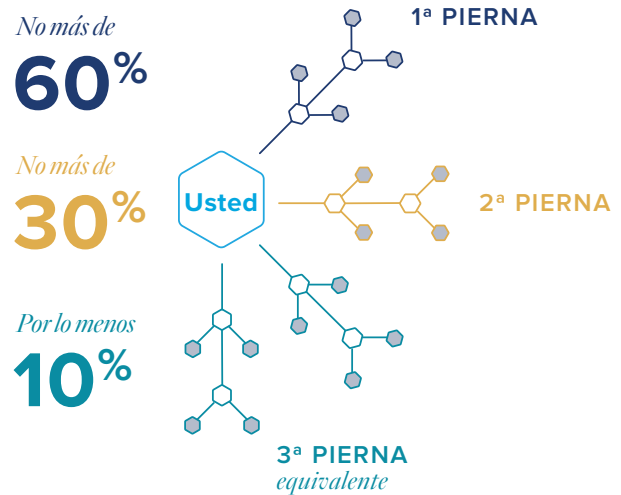 No más de
60%
1ª PIERNA
No más de
30%
Usted
2ª PIERNA
Por lo menos
10%
3ª PIERNA
equivalente